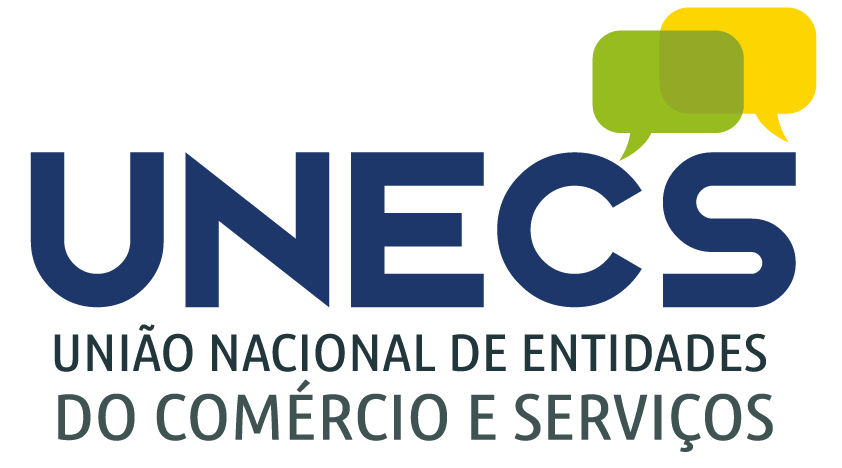 UNECS
UNIÃO NACIONAL DE ENTIDADES
DO COMÉRCIO E SERVIÇOS